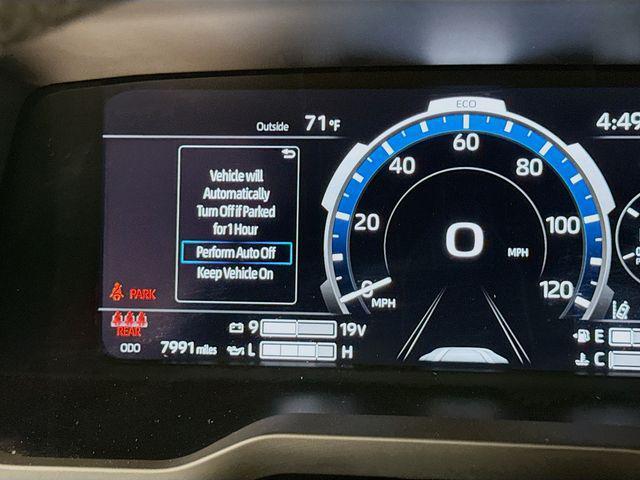 ECO
Outside 71°F
4:49
Vehicle will
Automatically
Turn Off if Parked
for 1 Hour
Perform Auto Off
Keep Vehicle On
0
20
40
60
80
100
120
MPH
0
MPH
PARK
REAR
9 19V
L H
ODO 7991 miles
E
C